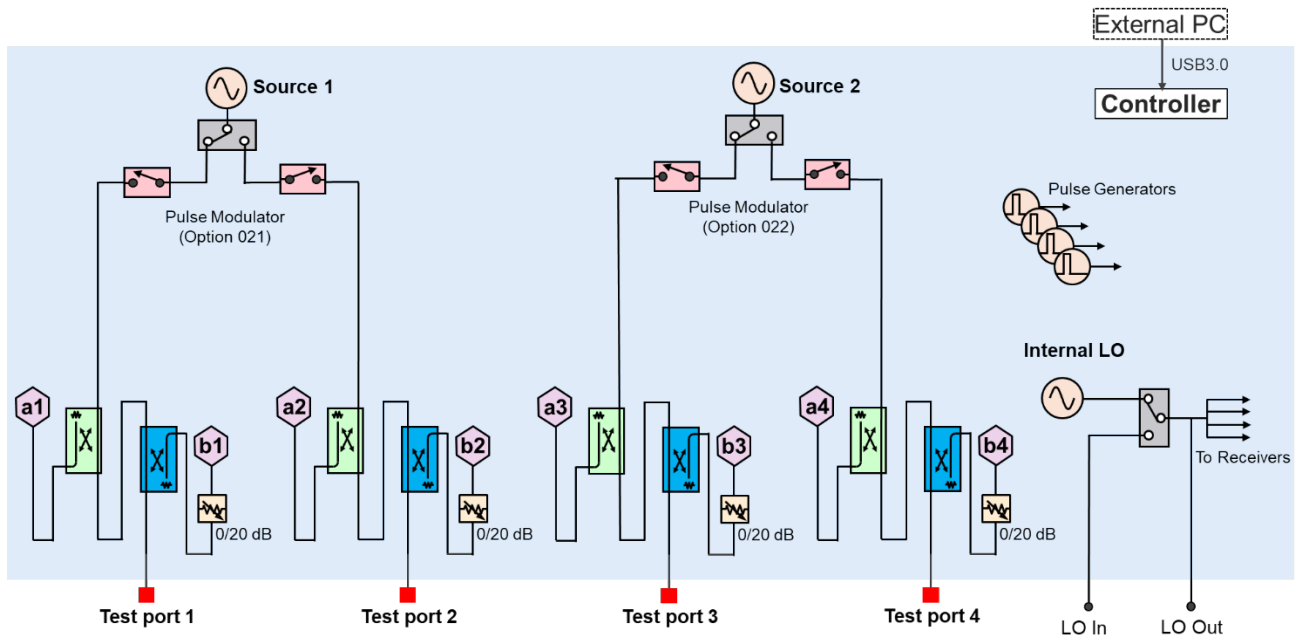 External PC
USB3.0
Controller
Source 1
Source 2
Pulse Modulator
(Option 021)
Pulse Modulator
(Option 022)
Pulse Generators
Internal LO
a1
b1
a2
b2
a3
b3
a4
b4
0/20 dB
0/20 dB
0/20 dB
0/20 dB
To Receivers
Test port 1
Test port 2
Test port 3
Test port 4
LO In
LO Out